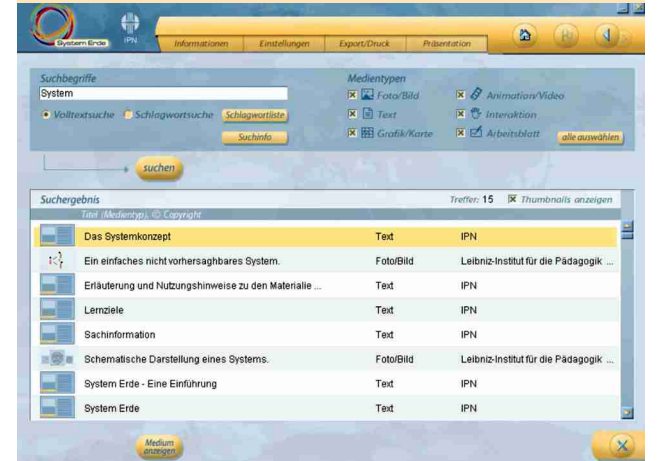 System Erde
IPN
Informationen Einstellungen Export/Druck Präsentation
Suchbegriffe
Medientypen
System
Foto/Bild Animation/Video
Volltextsuche Schlagwortsuche Schlagwortliste
Text Interaktion
Suchinfo
Grafik/Karte Arbeitsblatt alle auswählen
suchen
Suchergebnis Treffer: 15 Thumbnails anzeigen
Titel (Medientyp), © Copyright
Das Systemkonzept Text IPN
Ein einfaches nicht vorhersagbares System. Foto/Bild Leibniz-Institut für die Pädagogik ...
Erläuterung und Nutzungshinweise zu den Materialie ... Text IPN
Lernziele Text IPN
Sachinformation Text IPN
Schematische Darstellung eines Systems. Foto/Bild Leibniz-Institut für die Pädagogik ...
System Erde - Eine Einführung Text IPN
System Erde Text IPN
Medium
anzeigen